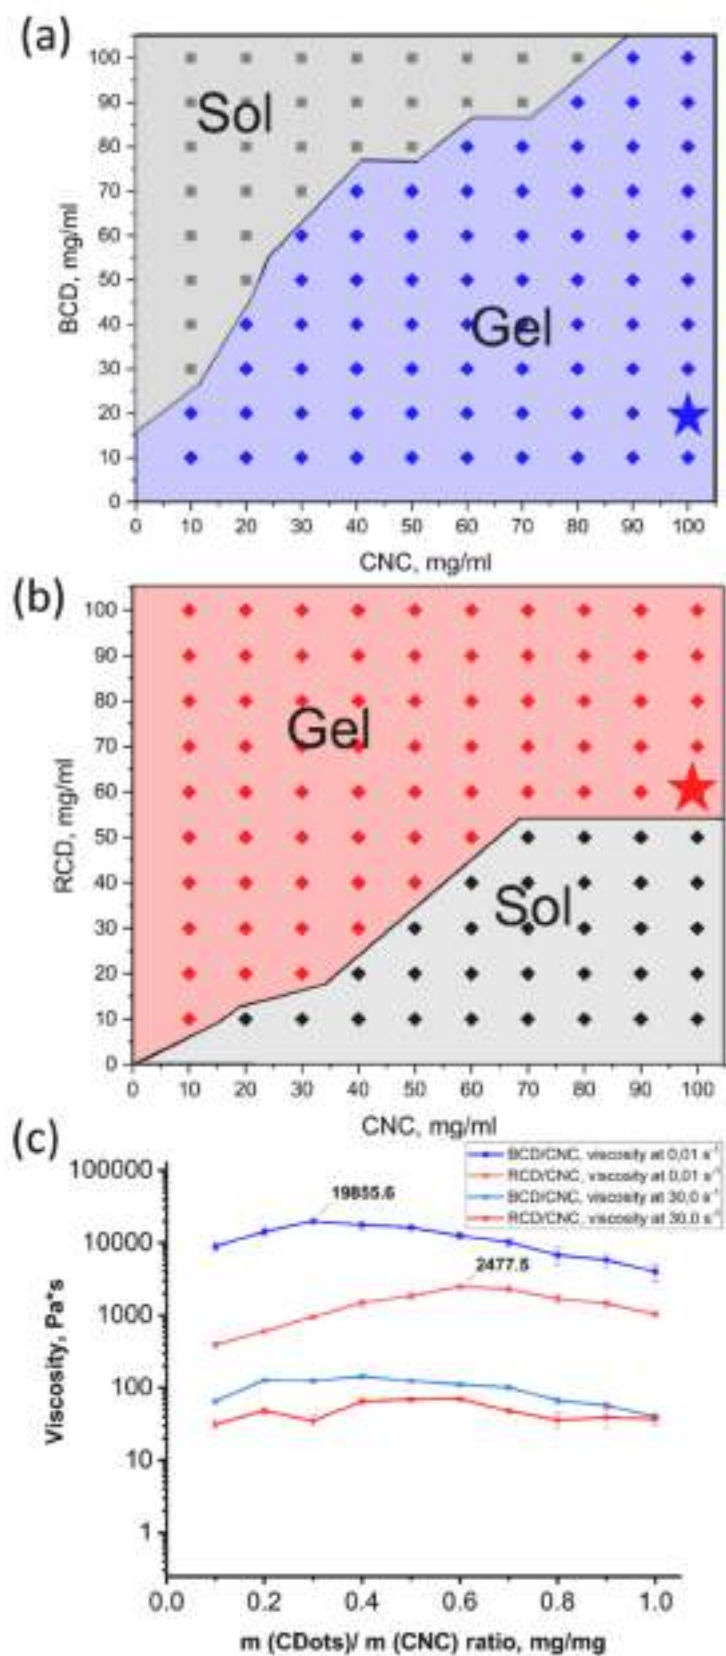 (a)
100
90
80
70
60
50
40
30
20
10
0
BCD, mg/ml
Sol
Gel
0 10 20 30 40 50 60 70 80 90 100
CNC, mg/ml
(b)
100
90
80
70
60
50
40
30
20
10
0
RCD, mg/ml
Gel
Sol
0 10 20 30 40 50 60 70 80 90 100
CNC, mg/ml
(c)
BCD/CNC, viscosity at 0,01 s⁻¹
RCD/CNC, viscosity at 0,01 s⁻¹
BCD/CNC, viscosity at 30,0 s⁻¹
RCD/CNC, viscosity at 30,0 s⁻¹
100000
10000
1000
100
10
1
Viscosity, Pa*s
19855.6
2477.5
0.0 0.2 0.4 0.6 0.8 1.0
m (CDots)/ m (CNC) ratio, mg/mg